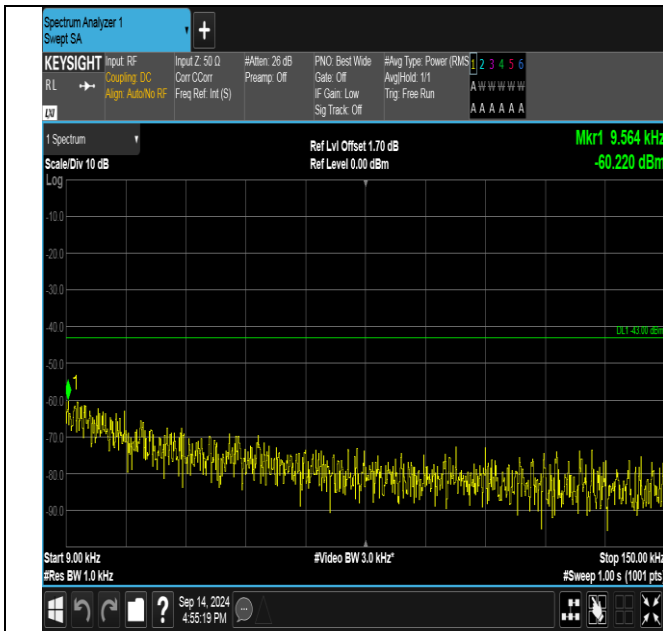 Spectrum Analyzer 1
Swept SA
+
KEYSIGHT
RL
LXI
Input: RF
Coupling: DC
Align: Auto/No RF
Input Z: 50 Ω
Corr CCorr
Freq Ref: Int (S)
#Atten: 26 dB
Preamp: Off
PNO: Best Wide
Gate: Off
IF Gain: Low
Sig Track: Off
#Avg Type: Power (RMS
Avg|Hold: 1/1
Trig: Free Run
1 2 3 4 5 6
A W W W W W
A A A A A A
1 Spectrum
Scale/Div 10 dB
Log
Ref Lvl Offset 1.70 dB
Ref Level 0.00 dBm
Mkr1 9.564 kHz
-60.220 dBm
-10.0
-20.0
-30.0
-40.0
DL1 -43.00 dBm
-50.0
1
-60.0
-70.0
-80.0
-90.0
Start 9.00 kHz
#Res BW 1.0 kHz
#Video BW 3.0 kHz*
Stop 150.00 kHz
#Sweep 1.00 s (1001 pts)
?
Sep 14, 2024
4:55:19 PM